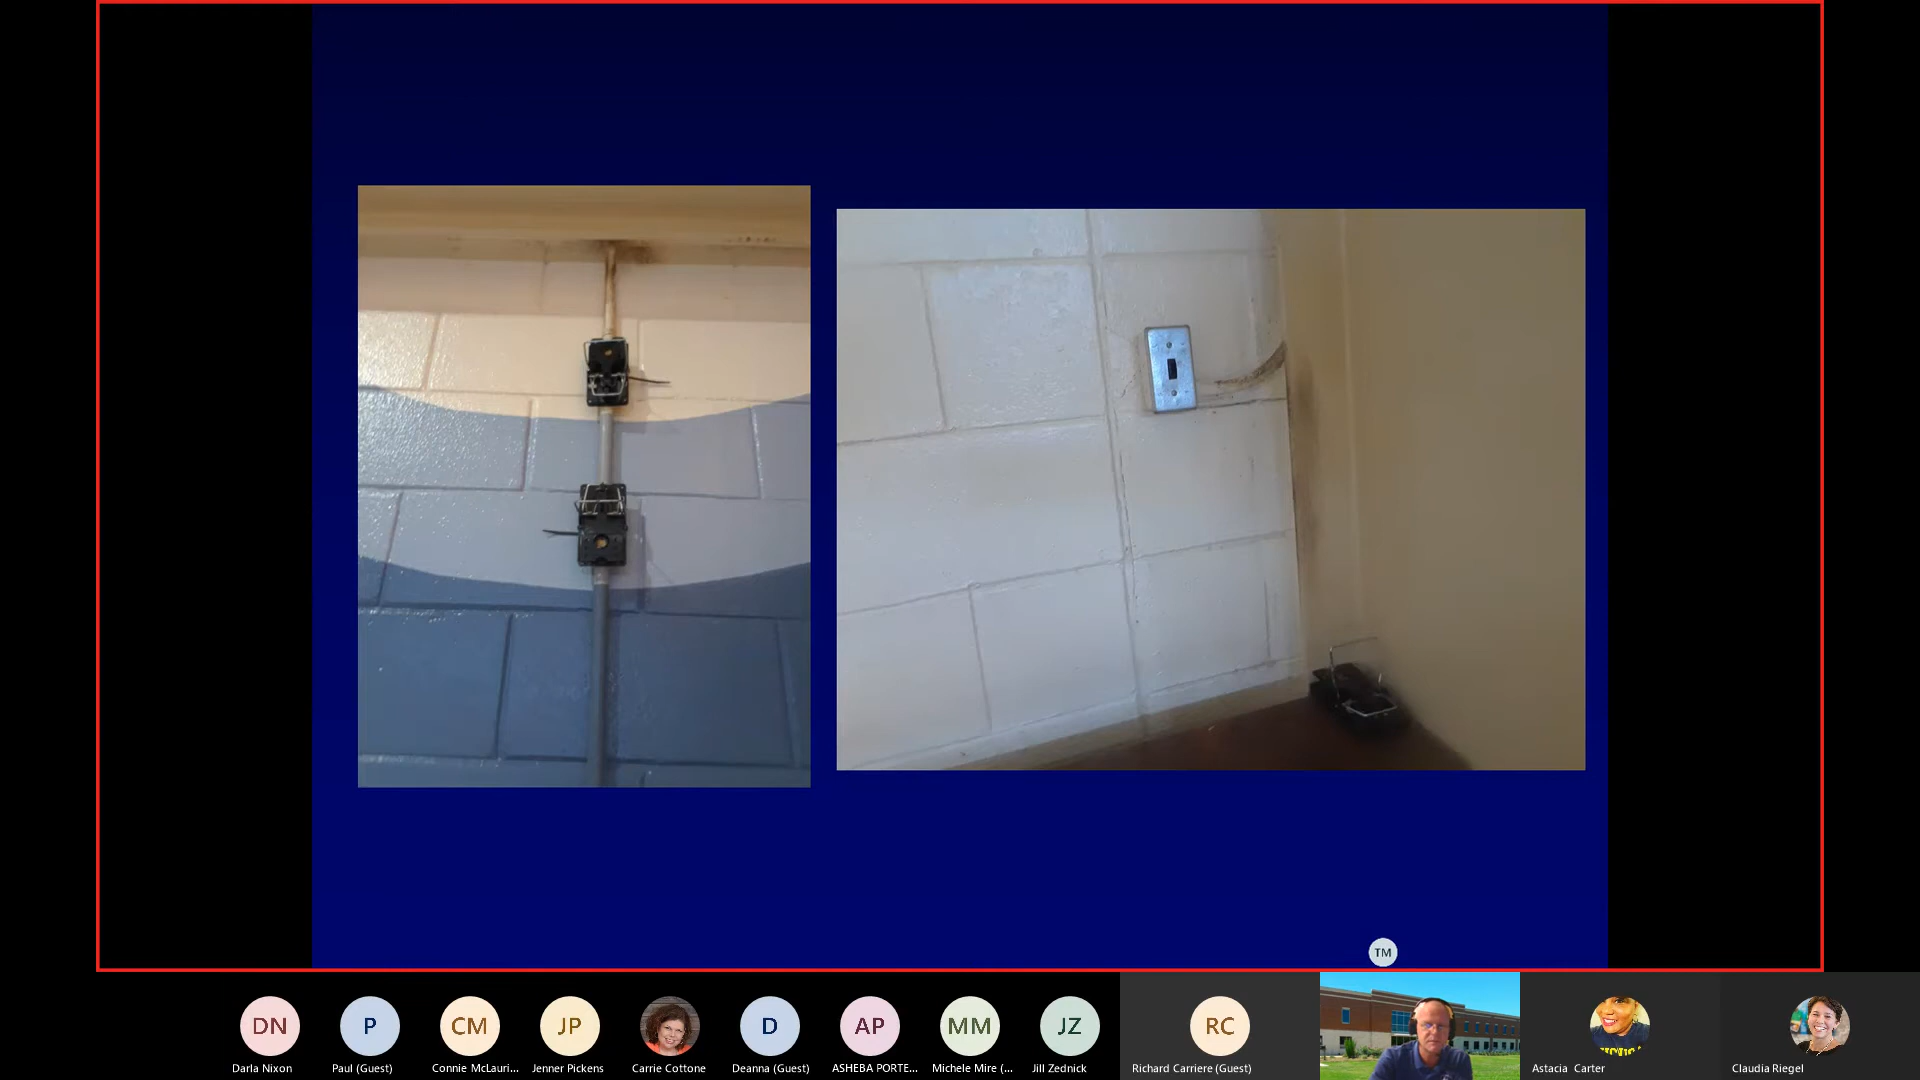 TM
DN
P
CM
JP
D
AP
MM
JZ
RC
Darla Nixon
Paul (Guest)
Connie McLauri...
Jenner Pickens
Carrie Cottone
Deanna (Guest)
ASHEBA PORTE...
Michele Mire (...
Jill Zednick
Richard Carriere (Guest)
Astacia Carter
Claudia Riegel